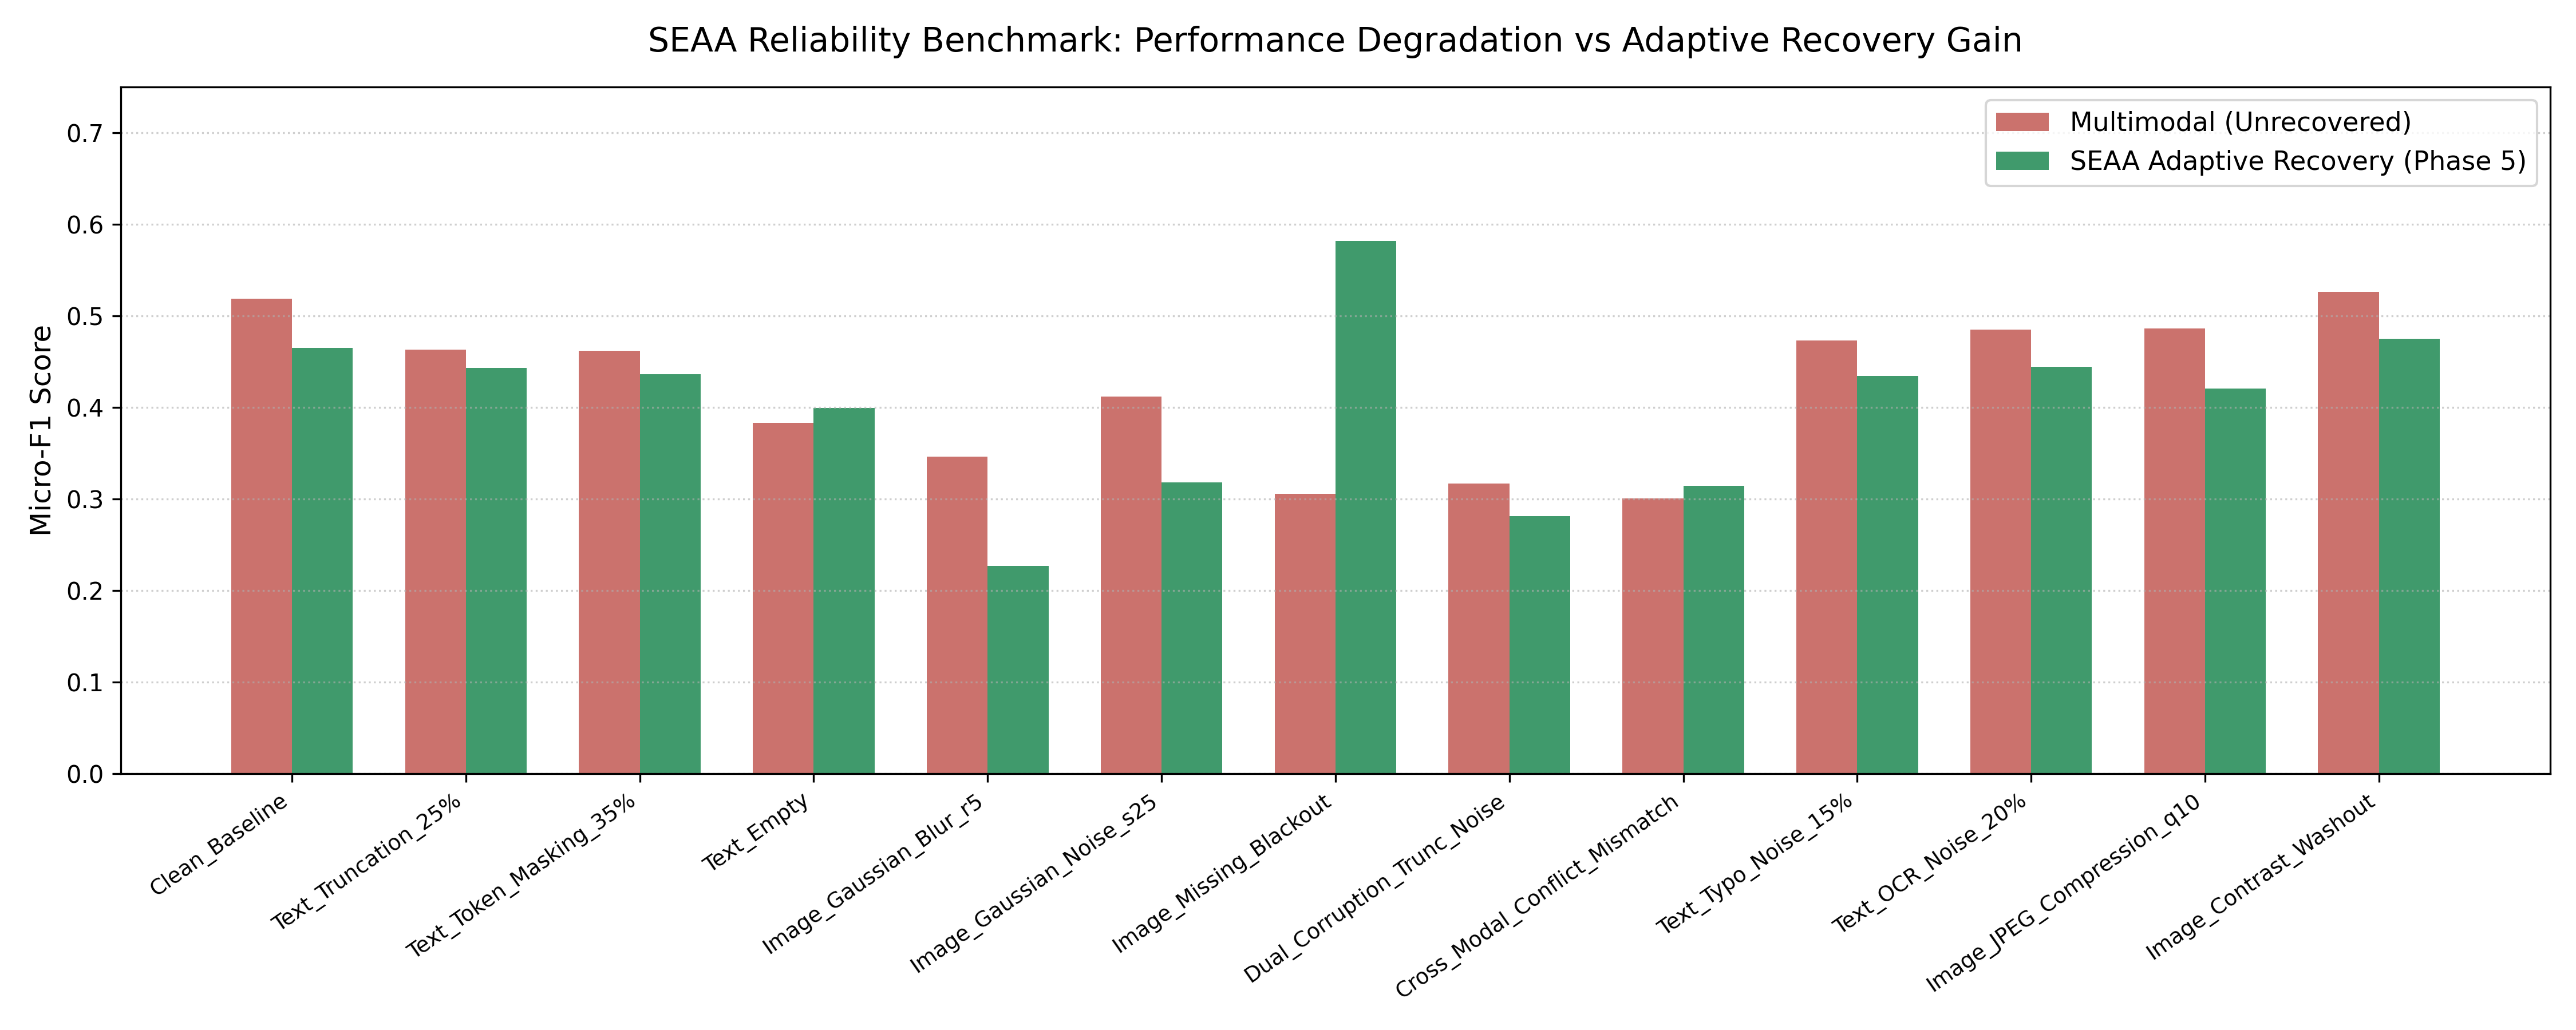 SEAA Reliability Benchmark: Performance Degradation vs Adaptive Recovery Gain
Multimodal (Unrecovered)
SEAA Adaptive Recovery (Phase 5)
Micro-F1 Score
0.7
0.6
0.5
0.4
0.3
0.2
0.1
0.0
Clean_Baseline
Text_Truncation_25%
Text_Token_Masking_35%
Text_Empty
Image_Gaussian_Blur_r5
Image_Gaussian_Noise_s25
Image_Missing_Blackout
Dual_Corruption_Trunc_Noise
Cross_Modal_Conflict_Mismatch
Text_Typo_Noise_15%
Text_OCR_Noise_20%
Image_JPEG_Compression_q10
Image_Contrast_Washout